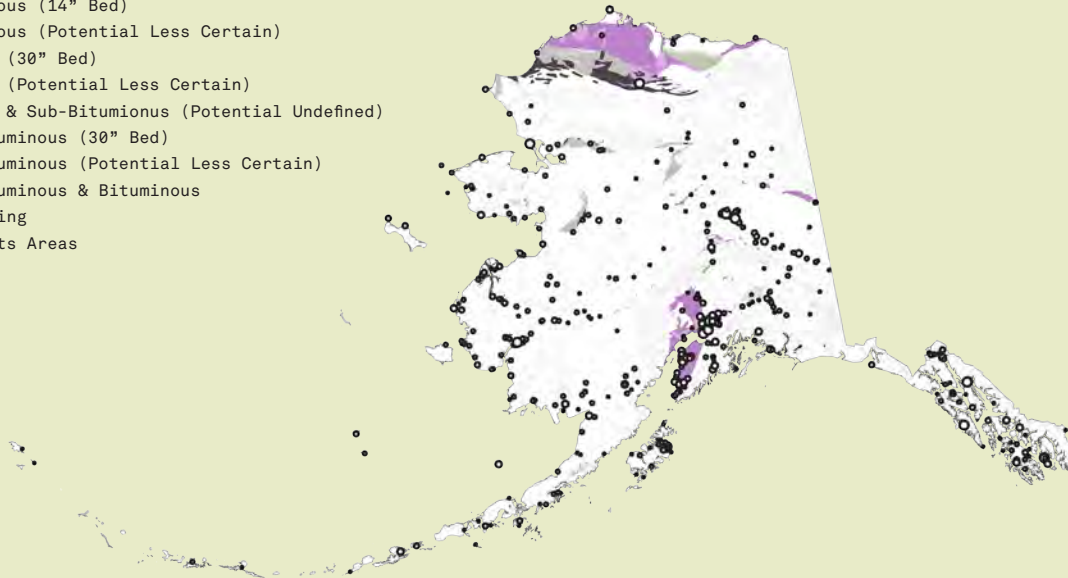 ous (14” Bed)
ous (Potential Less Certain)
(30” Bed)
(Potential Less Certain)
& Sub-Bitumionus (Potential Undefined)
uminous (30” Bed)
uminous (Potential Less Certain)
uminous & Bituminous
ing
ts Areas